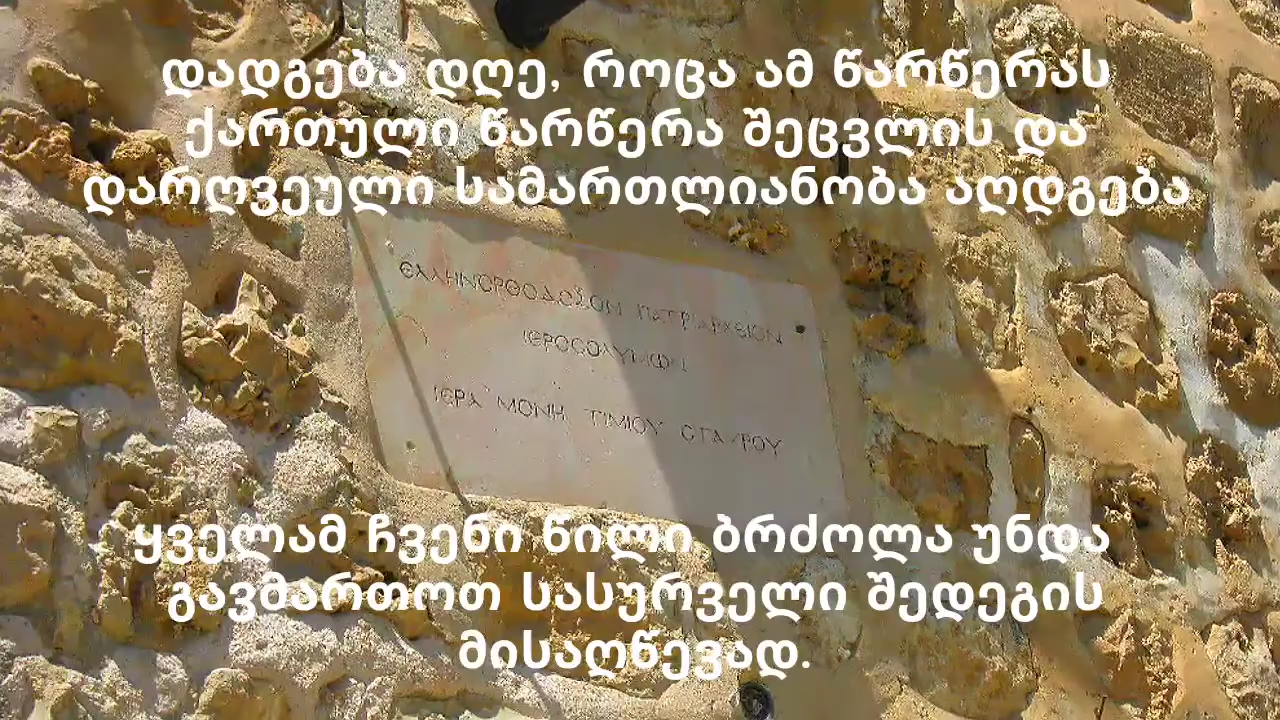 დადგება დღე, როცა ამ წარწერას
ქართული წარწერა შეცვლის და
დარღვეული სამართლიანობა აღდგება
ΕΛΛΗΝΟΡΘΟΔΟΞΟΝ ΠΑΤΡΙΑΡΧΕΙΟΝ
ΙΕΡΟΣΟΛΥΜΩΝ
ΙΕΡΑ ΜΟΝΗ ΤΙΜΙΟΥ ΣΤΑΥΡΟΥ
ყველამ ჩვენი წილი ბრძოლა უნდა
გავმართოთ სასურველი შედეგის
მისაღწევად.